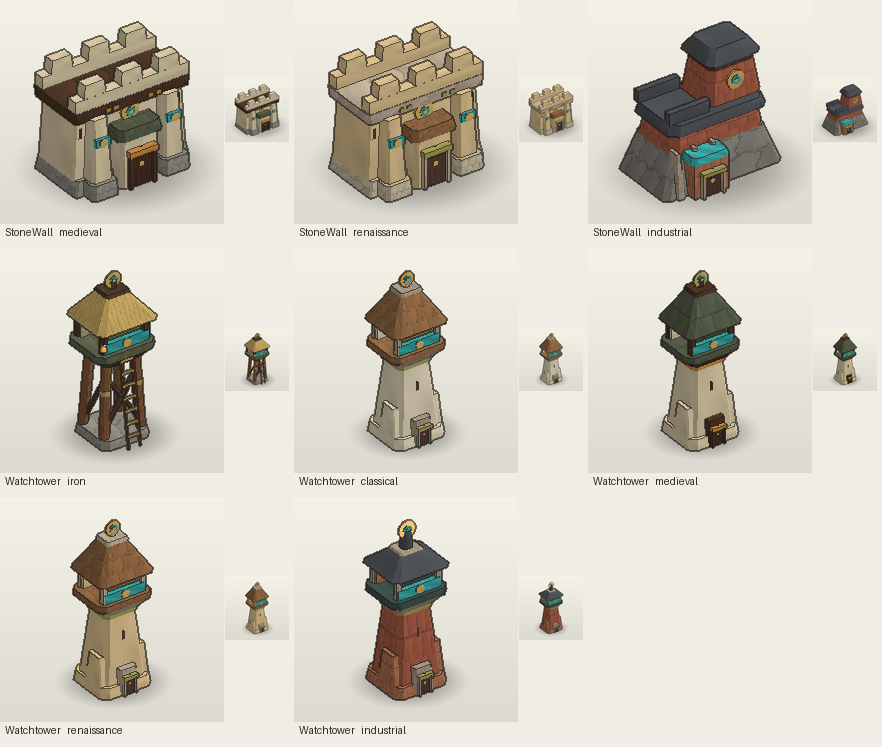 StoneWall medieval
StoneWall renaissance
StoneWall industrial
Watchtower iron
Watchtower classical
Watchtower medieval
Watchtower renaissance
Watchtower industrial